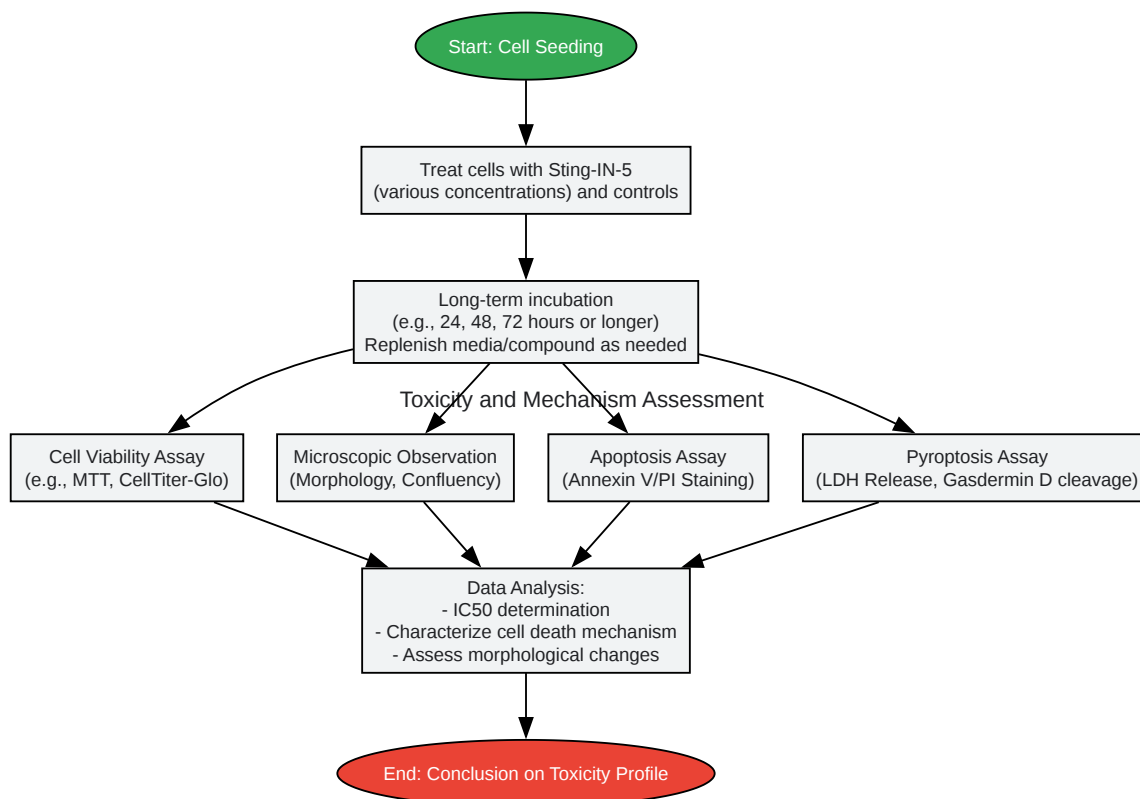 Start: Cell Seeding
Treat cells with Sting-IN-5
(various concentrations) and controls
Long-term incubation
(e.g., 24, 48, 72 hours or longer)
Replenish media/compound as needed
Toxicity and Mechanism Assessment
Cell Viability Assay
(e.g., MTT, CellTiter-Glo)
Microscopic Observation
(Morphology, Confluency)
Apoptosis Assay
(Annexin V/PI Staining)
Pyroptosis Assay
(LDH Release, Gasdermin D cleavage)
Data Analysis:
- IC50 determination
- Characterize cell death mechanism
- Assess morphological changes
End: Conclusion on Toxicity Profile